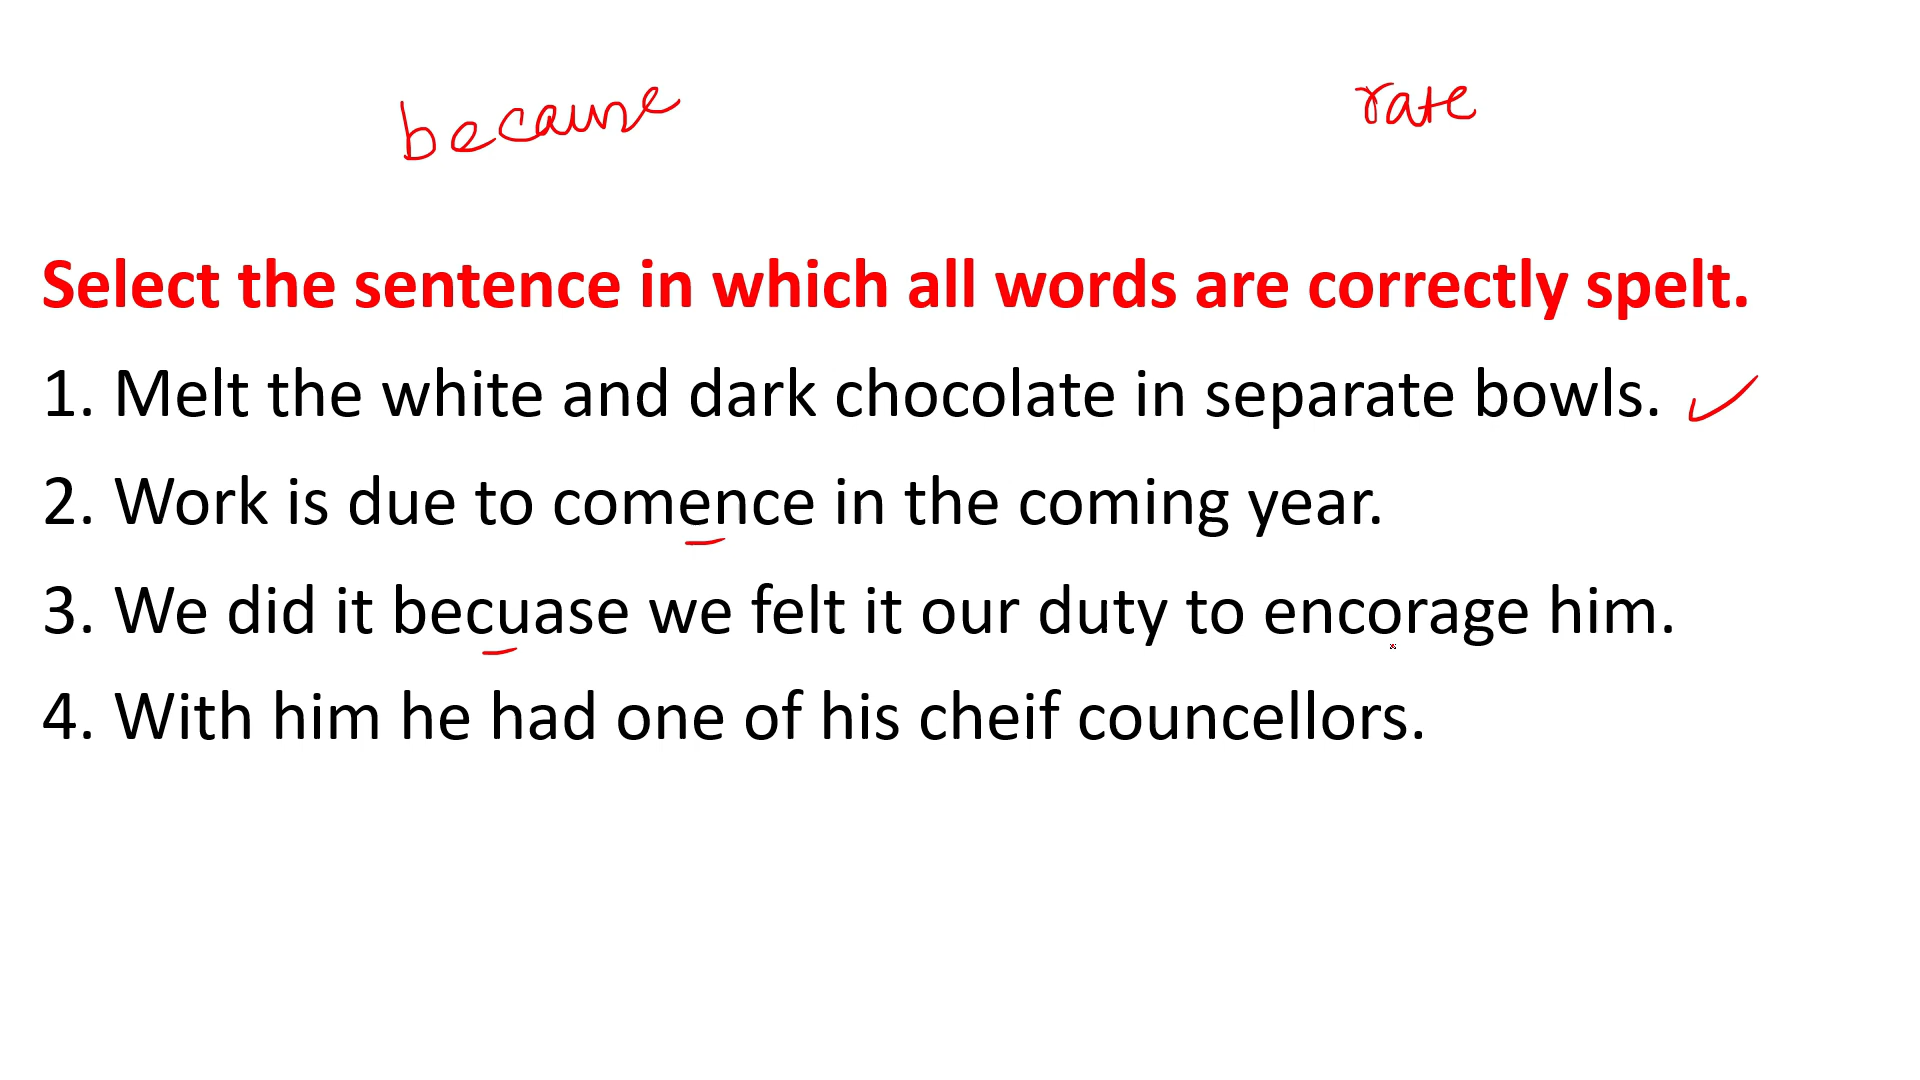 because rate
Select the sentence in which all words are correctly spelt.
1. Melt the white and dark chocolate in separate bowls.
2. Work is due to comence in the coming year.
3. We did it becuase we felt it our duty to encorage him.
4. With him he had one of his cheif councellors.